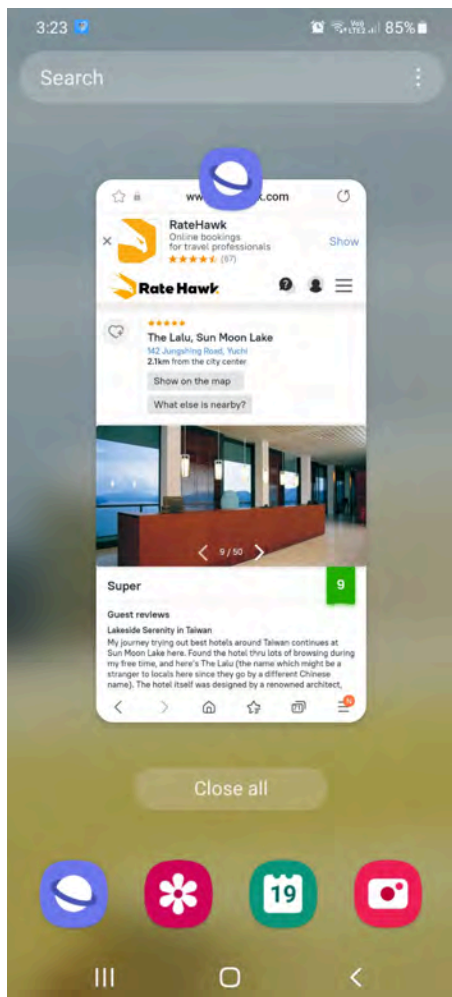 3:23
85%
Search
.com
RateHawk
Online bookings
for travel professionals
(67)
Show
Rate Hawk
The Lalu, Sun Moon Lake
142 Jungshing Road, Yuchi
2.1km from the city center
Show on the map
What else is nearby?
9 / 50
Super
9
Guest reviews
Lakeside Serenity in Taiwan
My journey trying out best hotels around Taiwan continues at
Sun Moon Lake here. Found the hotel thru lots of browsing during
my free time, and here's The Lalu (the name which might be a
stranger to locals here since they go by a different Chinese
name). The hotel itself was designed by a renowned architect,
Close all
19